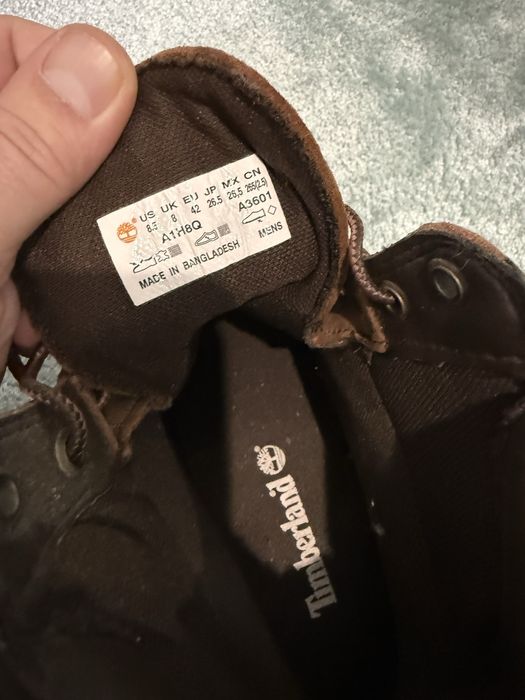 US UK EU JP MX CN
8.5 8 42 26.5 26,5 265(2.5)
A1H8Q A3601
MENS
MADE IN BANGLADESH
Timberland